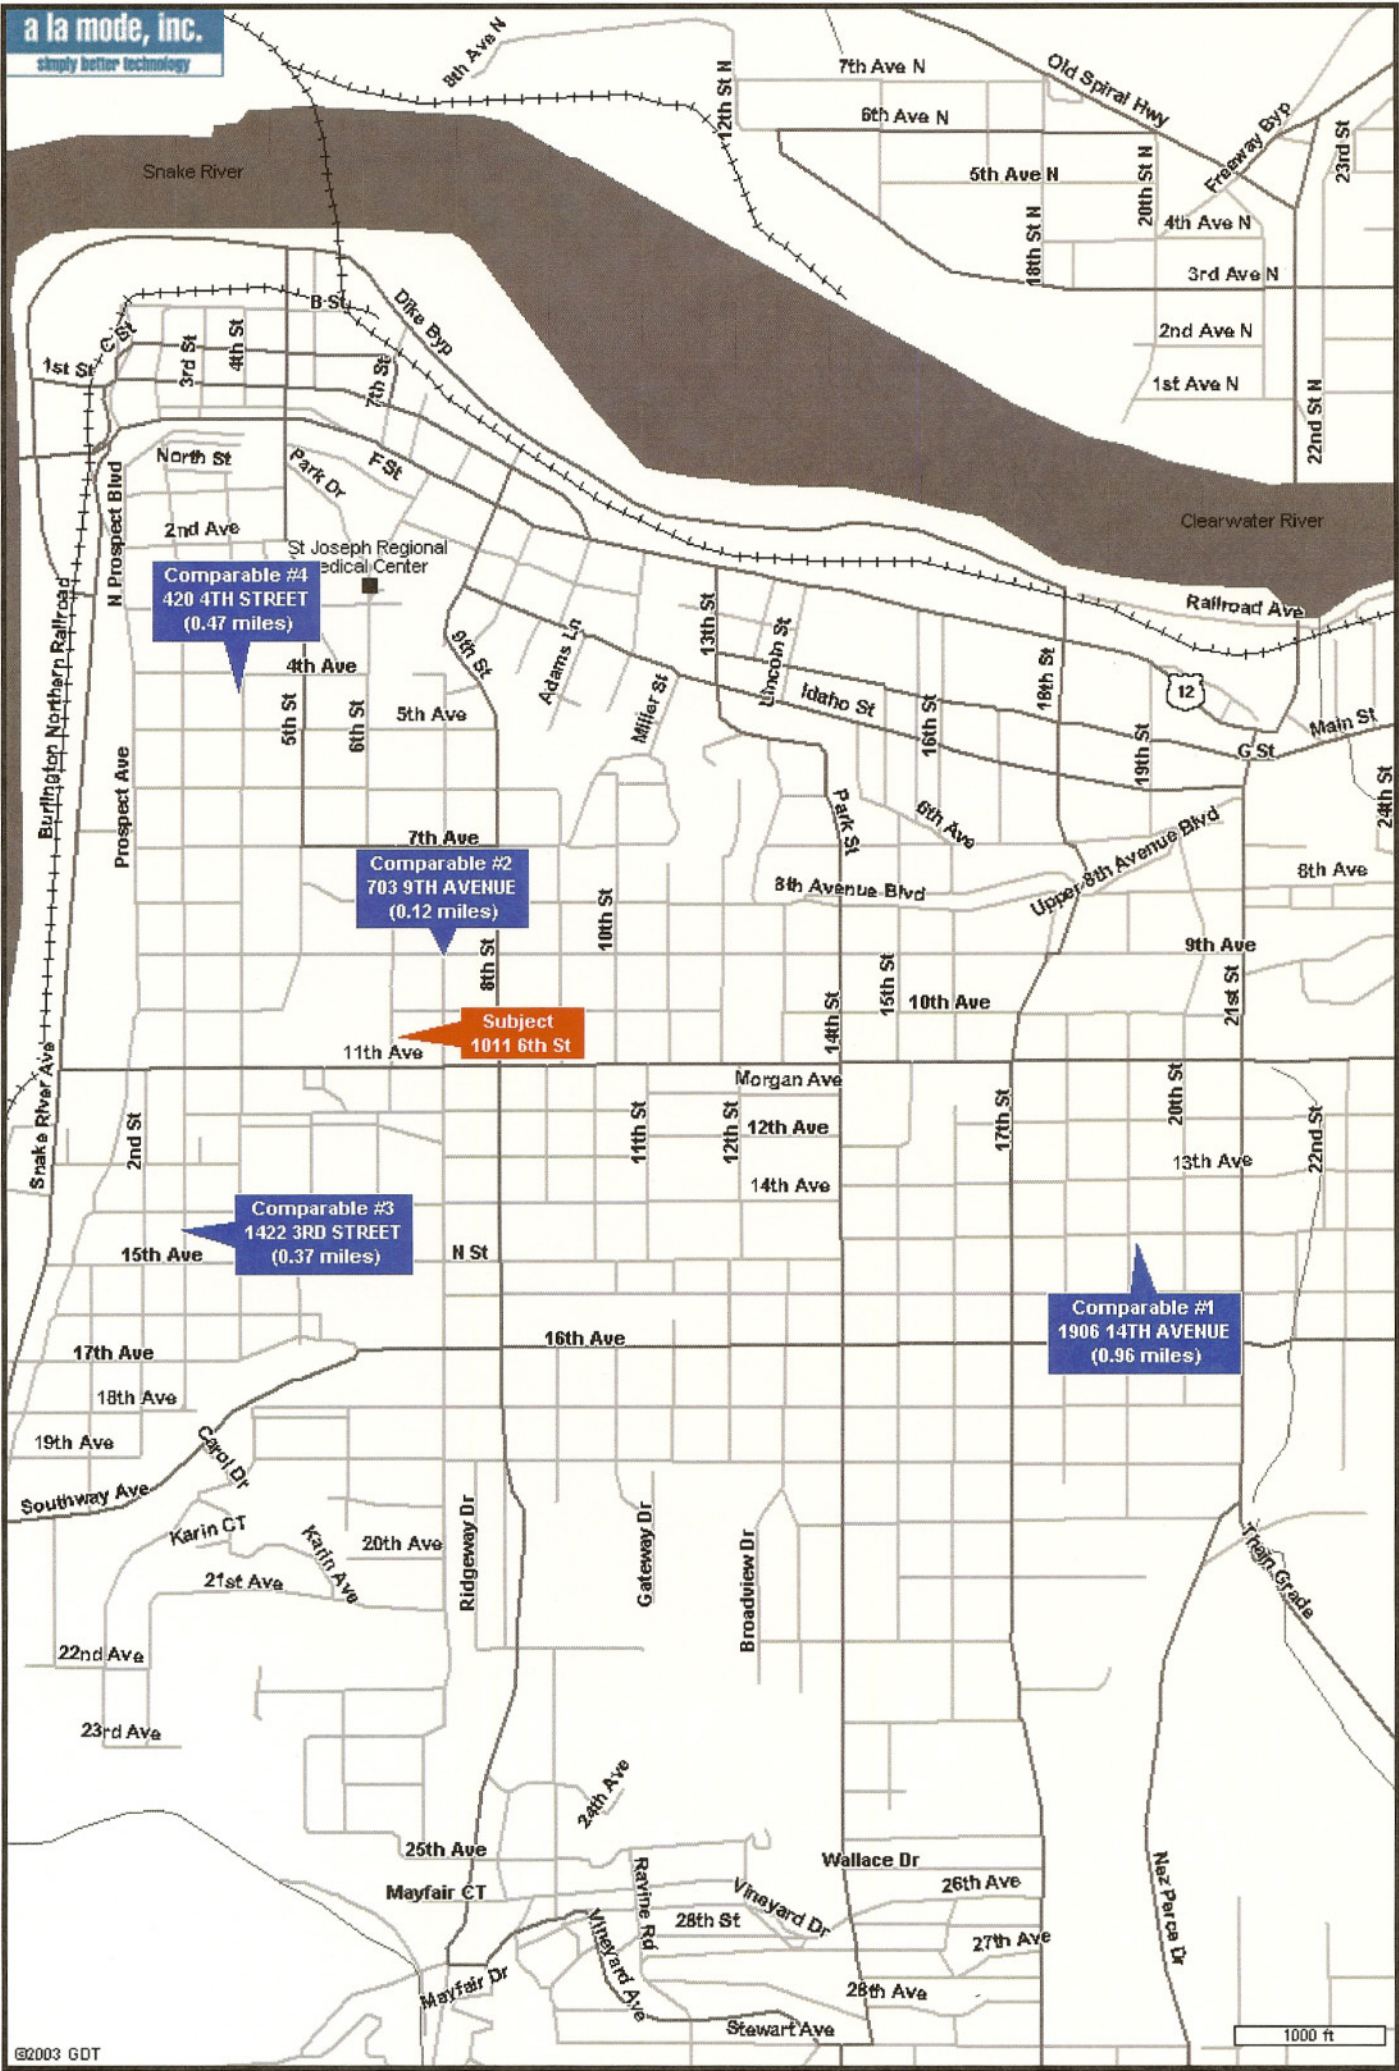 a la mode, inc.
simply better technology
8th Ave N
12th St N
7th Ave N
Old Spiral Hwy
6th Ave N
Freeway Byp
23rd St
Snake River
5th Ave N
20th St N
18th St N
4th Ave N
3rd Ave N
B St
Dike Byp
C St
3rd St
4th St
2nd Ave N
1st St
7th St
1st Ave N
22nd St N
North St
Park Dr
F St
N Prospect Blvd
2nd Ave
Clearwater River
St Joseph Regional
edical Center
Comparable #4
420 4TH STREET
(0.47 miles)
Burlington Northern Railroad
Railroad Ave
13th St
Lincoln St
9th St
Adams Ln
4th Ave
18th St
12
Miller St
Idaho St
5th St
6th St
5th Ave
16th St
19th St
Main St
G St
Prospect Ave
24th St
Park St
6th Ave
7th Ave
Upper 8th Avenue Blvd
Comparable #2
703 9TH AVENUE
(0.12 miles)
8th Avenue Blvd
8th Ave
10th St
8th St
9th Ave
15th St
21st St
10th Ave
14th St
Subject
1011 6th St
11th Ave
Snake River Ave
Morgan Ave
20th St
2nd St
11th St
12th St
12th Ave
17th St
22nd St
13th Ave
14th Ave
Comparable #3
1422 3RD STREET
(0.37 miles)
15th Ave
N St
Comparable #1
1906 14TH AVENUE
(0.96 miles)
16th Ave
17th Ave
18th Ave
19th Ave
Carol Dr
Southway Ave
Karin CT
Karin Ave
20th Ave
Ridgeway Dr
Gateway Dr
Broadview Dr
Thain Grade
21st Ave
22nd Ave
23rd Ave
24th Ave
25th Ave
Wallace Dr
Mayfair CT
Ravine Rd
Vineyard Dr
26th Ave
Nez Perce Dr
28th St
27th Ave
Vineyard Ave
Mayfair Dr
28th Ave
Stewart Ave
1000 ft
©2003 GDT